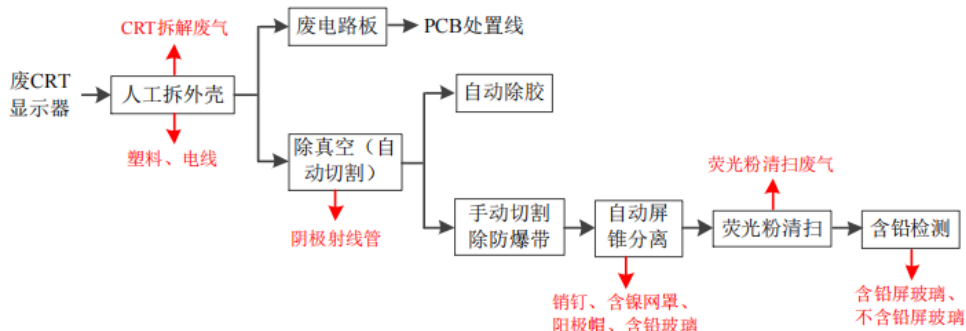 CRT拆解废气
废电路板
PCB处置线
废CRT
显示器
人工拆外壳
自动除胶
塑料、电线
除真空（自
动切割）
荧光粉清扫废气
手动切割
除防爆带
自动屏
锥分离
荧光粉清扫
含铅检测
阴极射线管
销钉、含镍网罩、
阳极帽、含铅玻璃
含铅屏玻璃、
不含铅屏玻璃